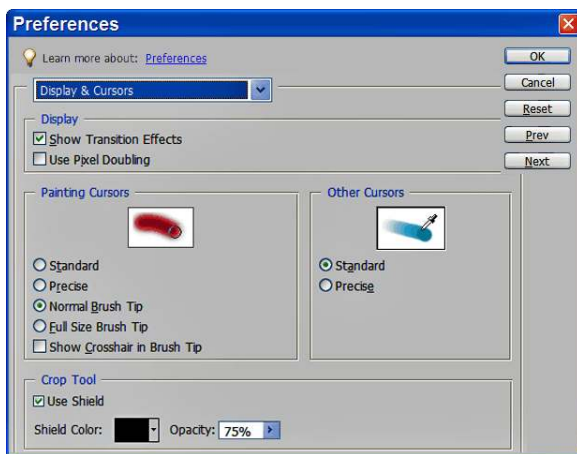 Preferences
Learn more about: Preferences
OK
Display & Cursors
Cancel
Reset
Display
Show Transition Effects
Prev
Use Pixel Doubling
Next
Painting Cursors
Other Cursors
Standard
Standard
Precise
Precise
Normal Brush Tip
Full Size Brush Tip
Show Crosshair in Brush Tip
Crop Tool
Use Shield
Shield Color: Opacity: 75%